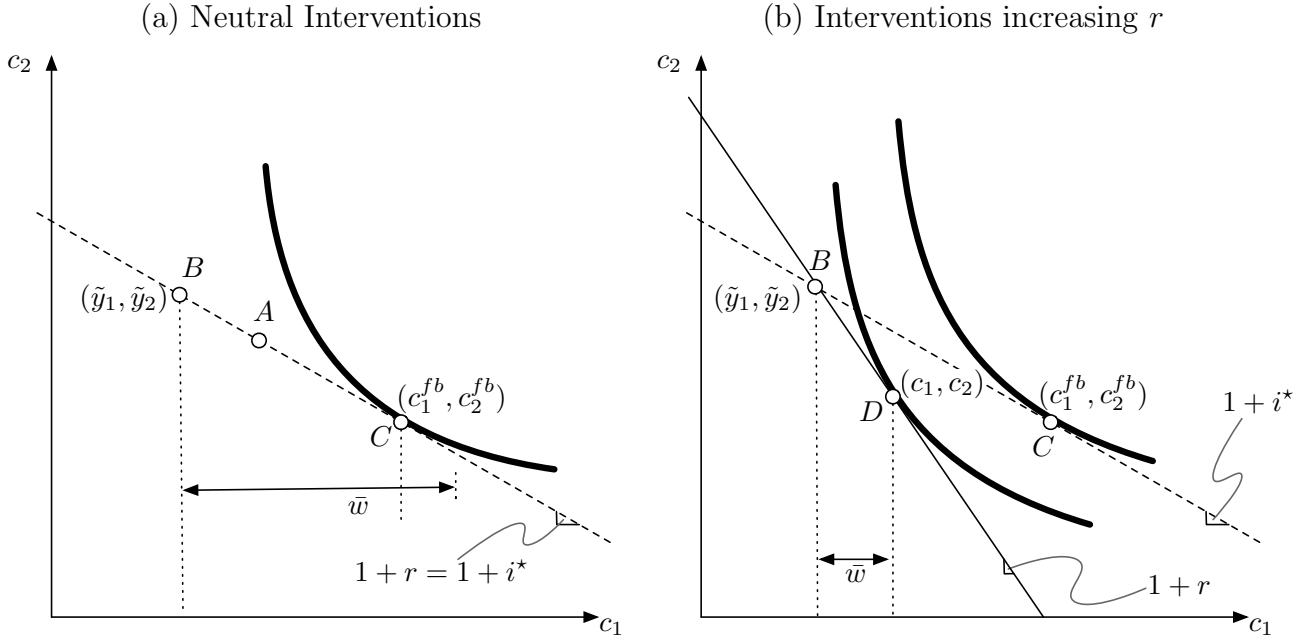 (a) Neutral Interventions
c₂
B
(ỹ₁, ỹ₂)
A
(c₁^{fb}, c₂^{fb})
C
w̄
1 + r = 1 + i⋆
c₁
(b) Interventions increasing r
c₂
B
(ỹ₁, ỹ₂)
(c₁, c₂)
D
(c₁^{fb}, c₂^{fb})
C
1 + i⋆
w̄
1 + r
c₁